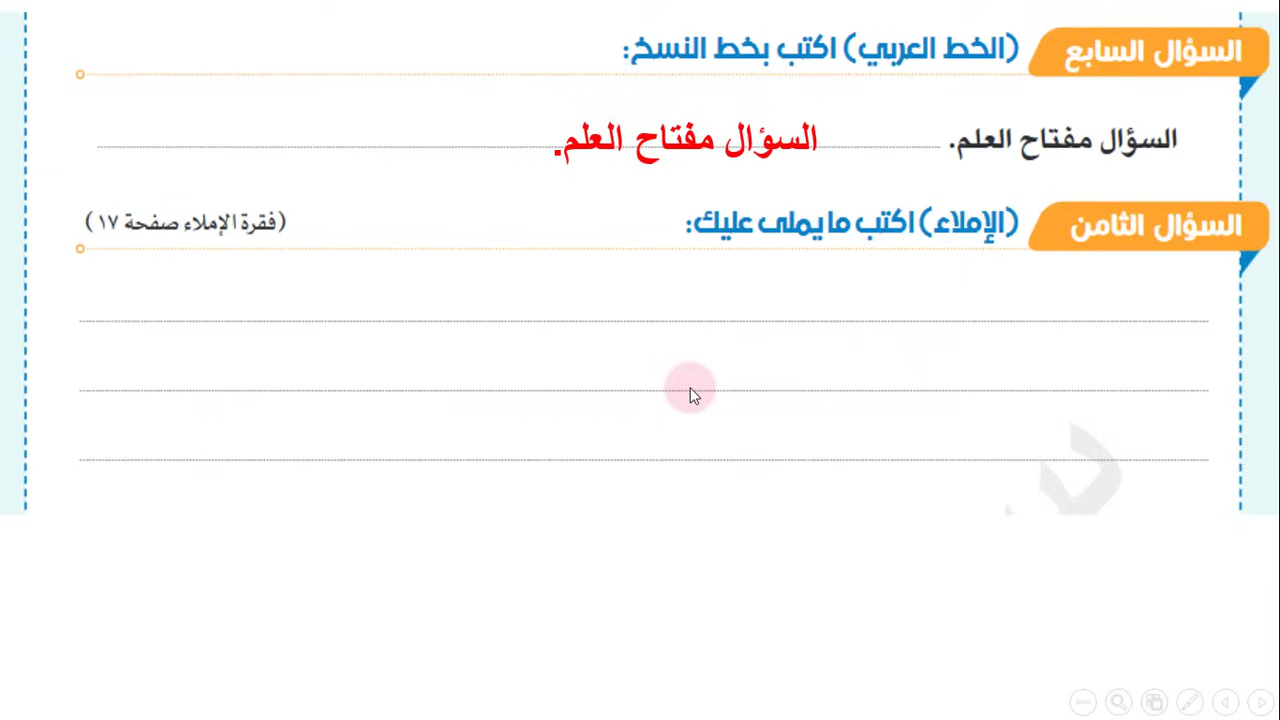 السؤال السابع (الخط العربي) اكتب بخط النسخ:
السؤال مفتاح العلم. السؤال مفتاح العلم.
السؤال الثامن (الإملاء) اكتب ما يملى عليك: (فقرة الإملاء صفحة ١٧)